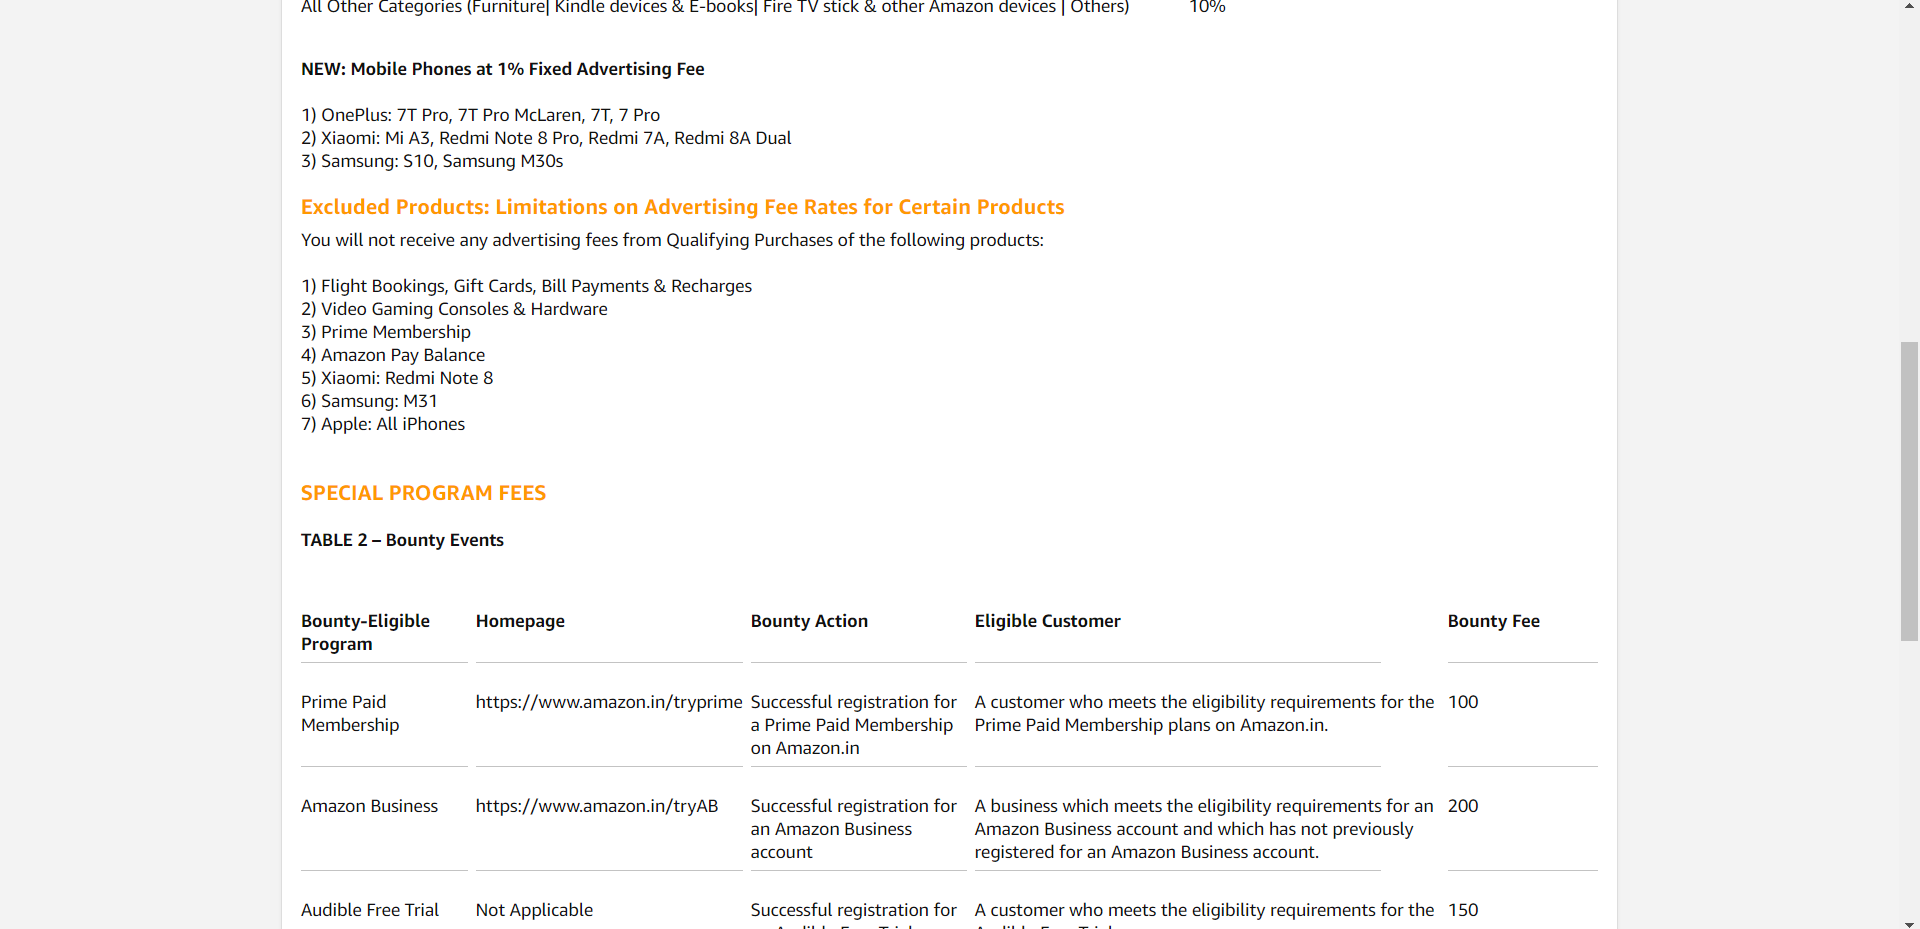 All Other Categories (Furniture| Kindle devices & E-books| Fire TV stick & other Amazon devices | Others) 10%
NEW: Mobile Phones at 1% Fixed Advertising Fee
1) OnePlus: 7T Pro, 7T Pro McLaren, 7T, 7 Pro
2) Xiaomi: Mi A3, Redmi Note 8 Pro, Redmi 7A, Redmi 8A Dual
3) Samsung: S10, Samsung M30s
Excluded Products: Limitations on Advertising Fee Rates for Certain Products
You will not receive any advertising fees from Qualifying Purchases of the following products:
1) Flight Bookings, Gift Cards, Bill Payments & Recharges
2) Video Gaming Consoles & Hardware
3) Prime Membership
4) Amazon Pay Balance
5) Xiaomi: Redmi Note 8
6) Samsung: M31
7) Apple: All iPhones
SPECIAL PROGRAM FEES
TABLE 2 – Bounty Events
Bounty-Eligible Homepage Bounty Action Eligible Customer Bounty Fee
Program
Prime Paid https://www.amazon.in/tryprime Successful registration for A customer who meets the eligibility requirements for the 100
Membership a Prime Paid Membership Prime Paid Membership plans on Amazon.in.
on Amazon.in
Amazon Business https://www.amazon.in/tryAB Successful registration for A business which meets the eligibility requirements for an 200
an Amazon Business Amazon Business account and which has not previously
account registered for an Amazon Business account.
Audible Free Trial Not Applicable Successful registration for A customer who meets the eligibility requirements for the 150